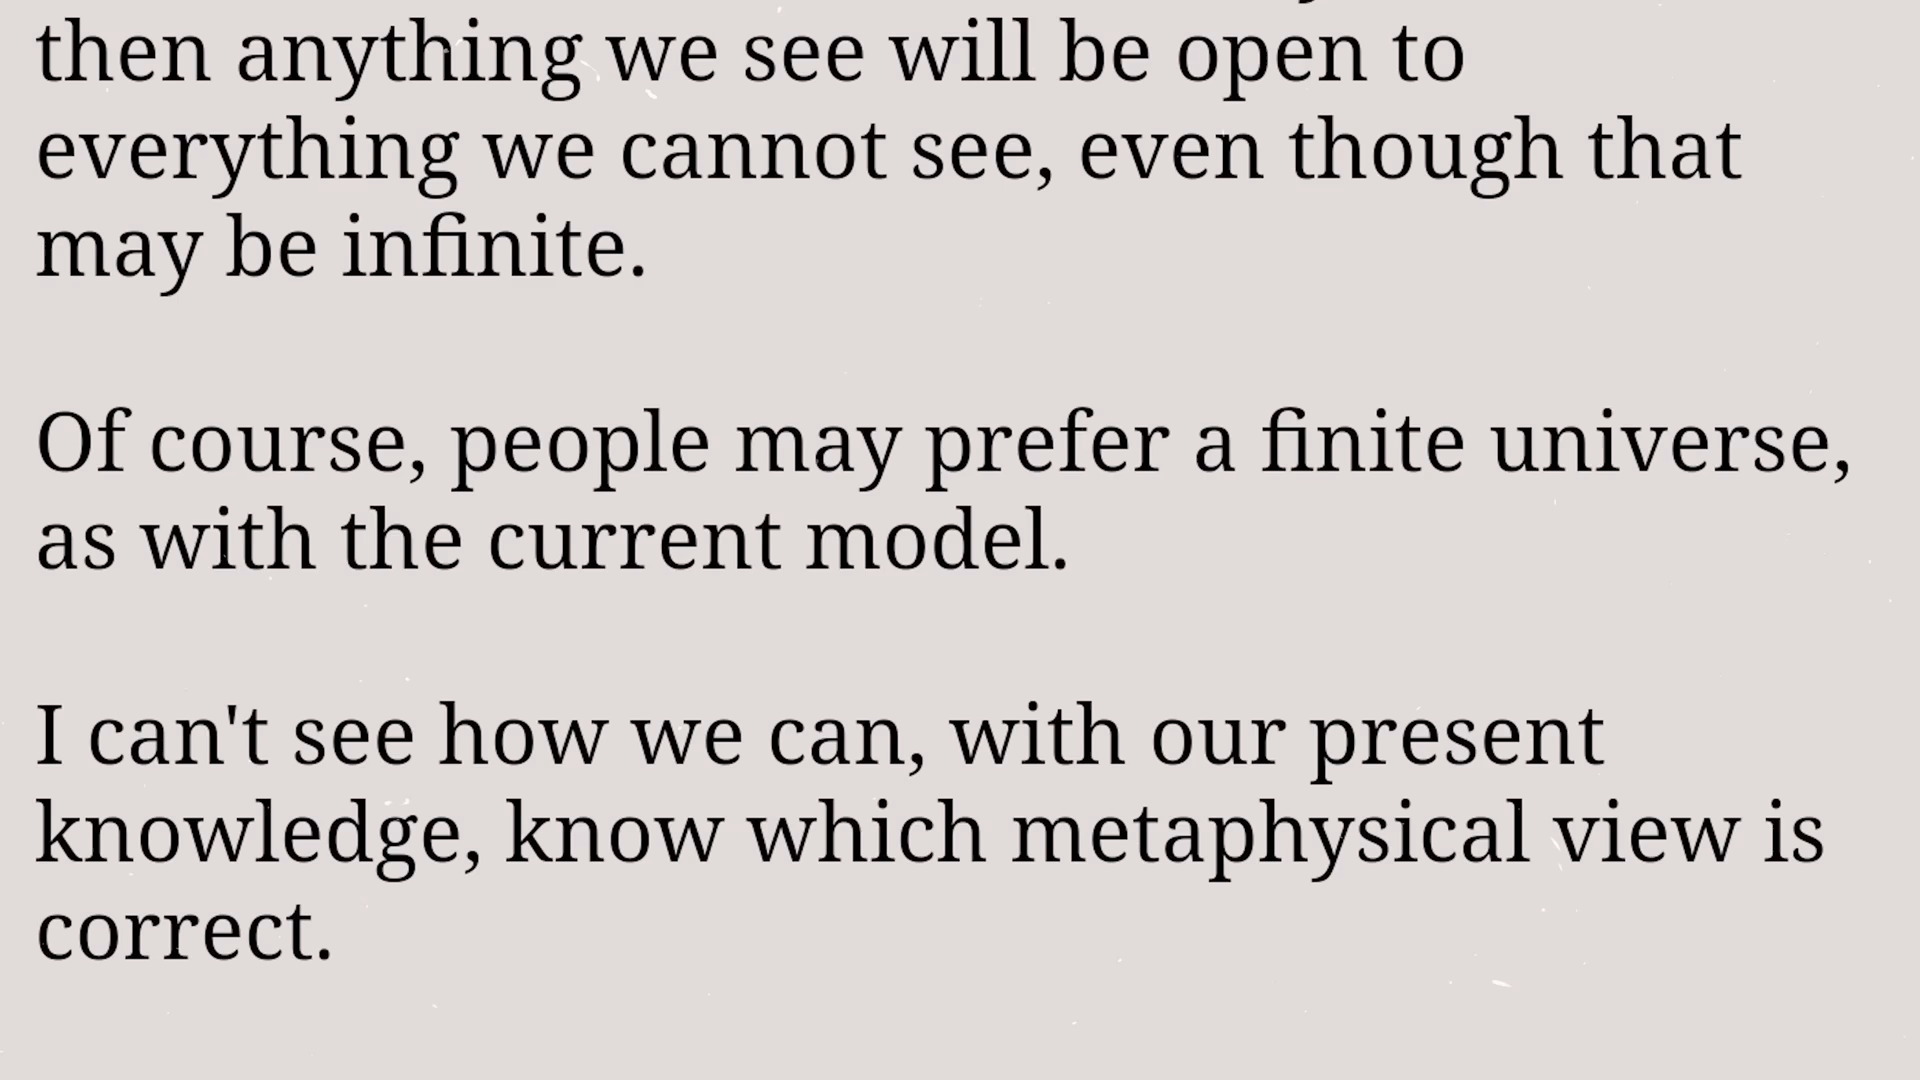 then anything we see will be open to
everything we cannot see, even though that
may be infinite.
Of course, people may prefer a finite universe,
as with the current model.
I can't see how we can, with our present
knowledge, know which metaphysical view is
correct.